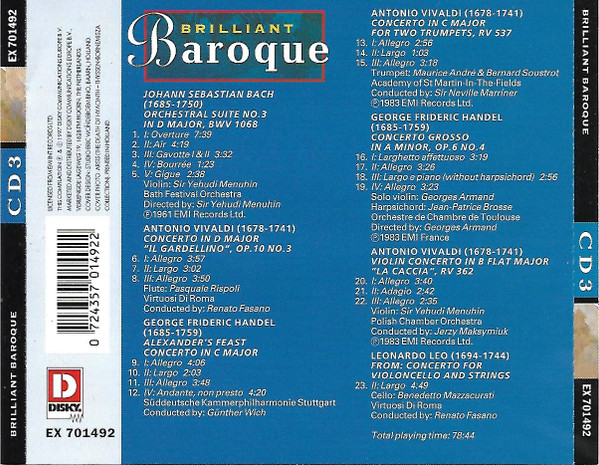 EX 701492
CD3
BRILLIANT BAROQUE
0 724357 014922
DISKY
EX 701492
BRILLIANT
Baroque
JOHANN SEBASTIAN BACH
(1685-1750)
ORCHESTRAL SUITE NO.3
IN D MAJOR, BWV 1068
1. I: Overture 7:39
2. II: Air 4:19
3. III: Gavotte I & II 3:32
4. IV: Bourrée 1:23
5. V: Gigue 2:38
Violin: Sir Yehudi Menuhin
Bath Festival Orchestra
Directed by: Sir Yehudi Menuhin
℗1961 EMI Records Ltd.
ANTONIO VIVALDI (1678-1741)
CONCERTO IN D MAJOR
"IL GARDELLINO", OP.10 NO.3
6. I: Allegro 3:57
7. II: Largo 3:02
8. III: Allegro 3:50
Flute: Pasquale Rispoli
Virtuosi Di Roma
Conducted by: Renato Fasano
GEORGE FRIDERIC HANDEL
(1685-1759)
ALEXANDER'S FEAST
CONCERTO IN C MAJOR
9. I: Allegro 4:06
10. II: Largo 2:03
11. III: Allegro 3:48
12. IV: Andante, non presto 4:20
Süddeutsche Kammerphilharmonie Stuttgart
Conducted by: Günther Wich
ANTONIO VIVALDI (1678-1741)
CONCERTO IN C MAJOR
FOR TWO TRUMPETS, RV 537
13. I: Allegro 2:56
14. II: Largo 1:03
15. III: Allegro 3:18
Trumpet: Maurice André & Bernard Soustrot
Academy of St Martin-In-The-Fields
Conducted by: Sir Neville Marriner
℗1983 EMI Records Ltd.
GEORGE FRIDERIC HANDEL
(1685-1759)
CONCERTO GROSSO
IN A MINOR, OP.6 NO.4
16. I: Larghetto affettuoso 3:19
17. II: Allegro 3:26
18. III: Largo e piano (without harpsichord) 2:56
19. IV: Allegro 3:23
Solo violin: Georges Armand
Harpsichord: Jean-Patrice Brosse
Orchestre de Chambre de Toulouse
Directed by: Georges Armand
℗1983 EMI France
ANTONIO VIVALDI (1678-1741)
VIOLIN CONCERTO IN B FLAT MAJOR
"LA CACCIA", RV 362
20. I: Allegro 3:40
21. II: Adagio 2:42
22. III: Allegro 2:35
Violin: Sir Yehudi Menuhin
Polish Chamber Orchestra
Conducted by: Jerzy Maksymiuk
℗1983 EMI Records Ltd.
LEONARDO LEO (1694-1744)
FROM: CONCERTO FOR
VIOLONCELLO AND STRINGS
23. II: Largo 4:49
Cello: Benedetto Mazzacurati
Virtuosi Di Roma
Conducted by: Renato Fasano
Total playing time: 78:44
BRILLIANT BAROQUE
CD3
EX 701492